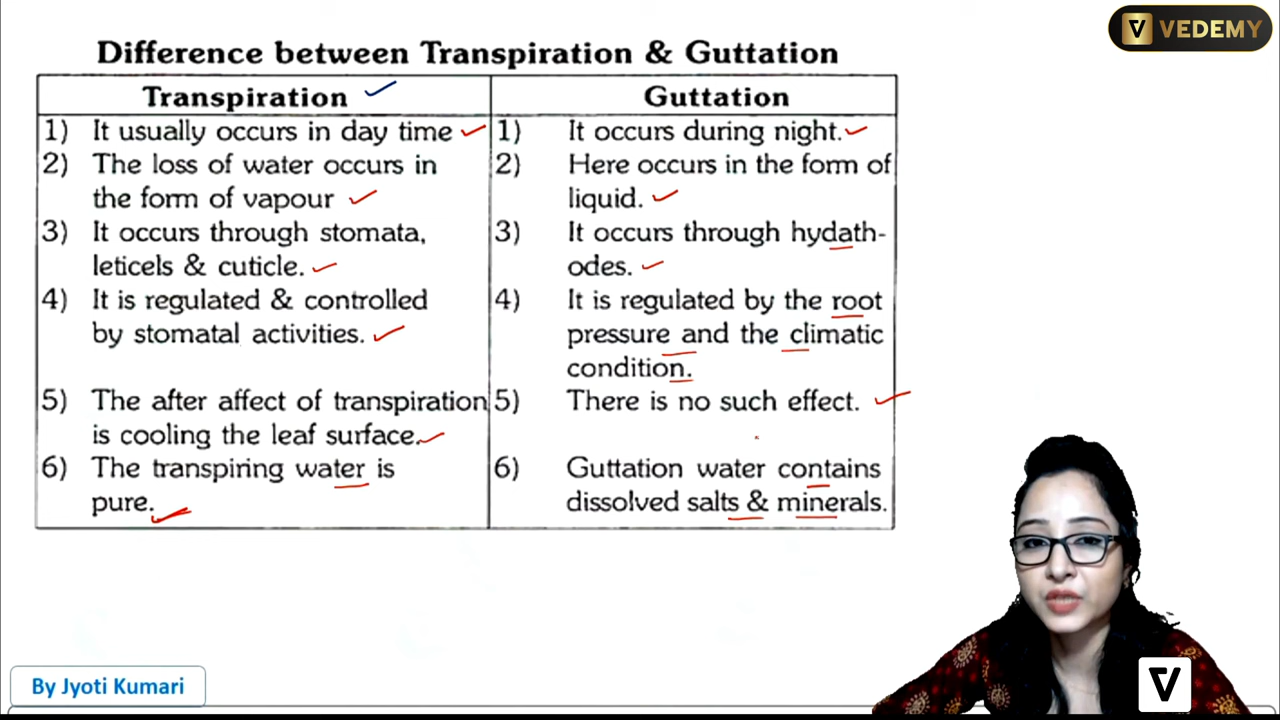 VEDEMY
Difference between Transpiration & Guttation
Transpiration
Guttation
1) It usually occurs in day time
1) It occurs during night.
2) The loss of water occurs in
the form of vapour
2) Here occurs in the form of
liquid.
3) It occurs through stomata,
leticels & cuticle.
3) It occurs through hydath-
odes.
4) It is regulated & controlled
by stomatal activities.
4) It is regulated by the root
pressure and the climatic
condition.
5) The after affect of transpiration
is cooling the leaf surface.
5) There is no such effect.
6) The transpiring water is
pure.
6) Guttation water contains
dissolved salts & minerals.
By Jyoti Kumari